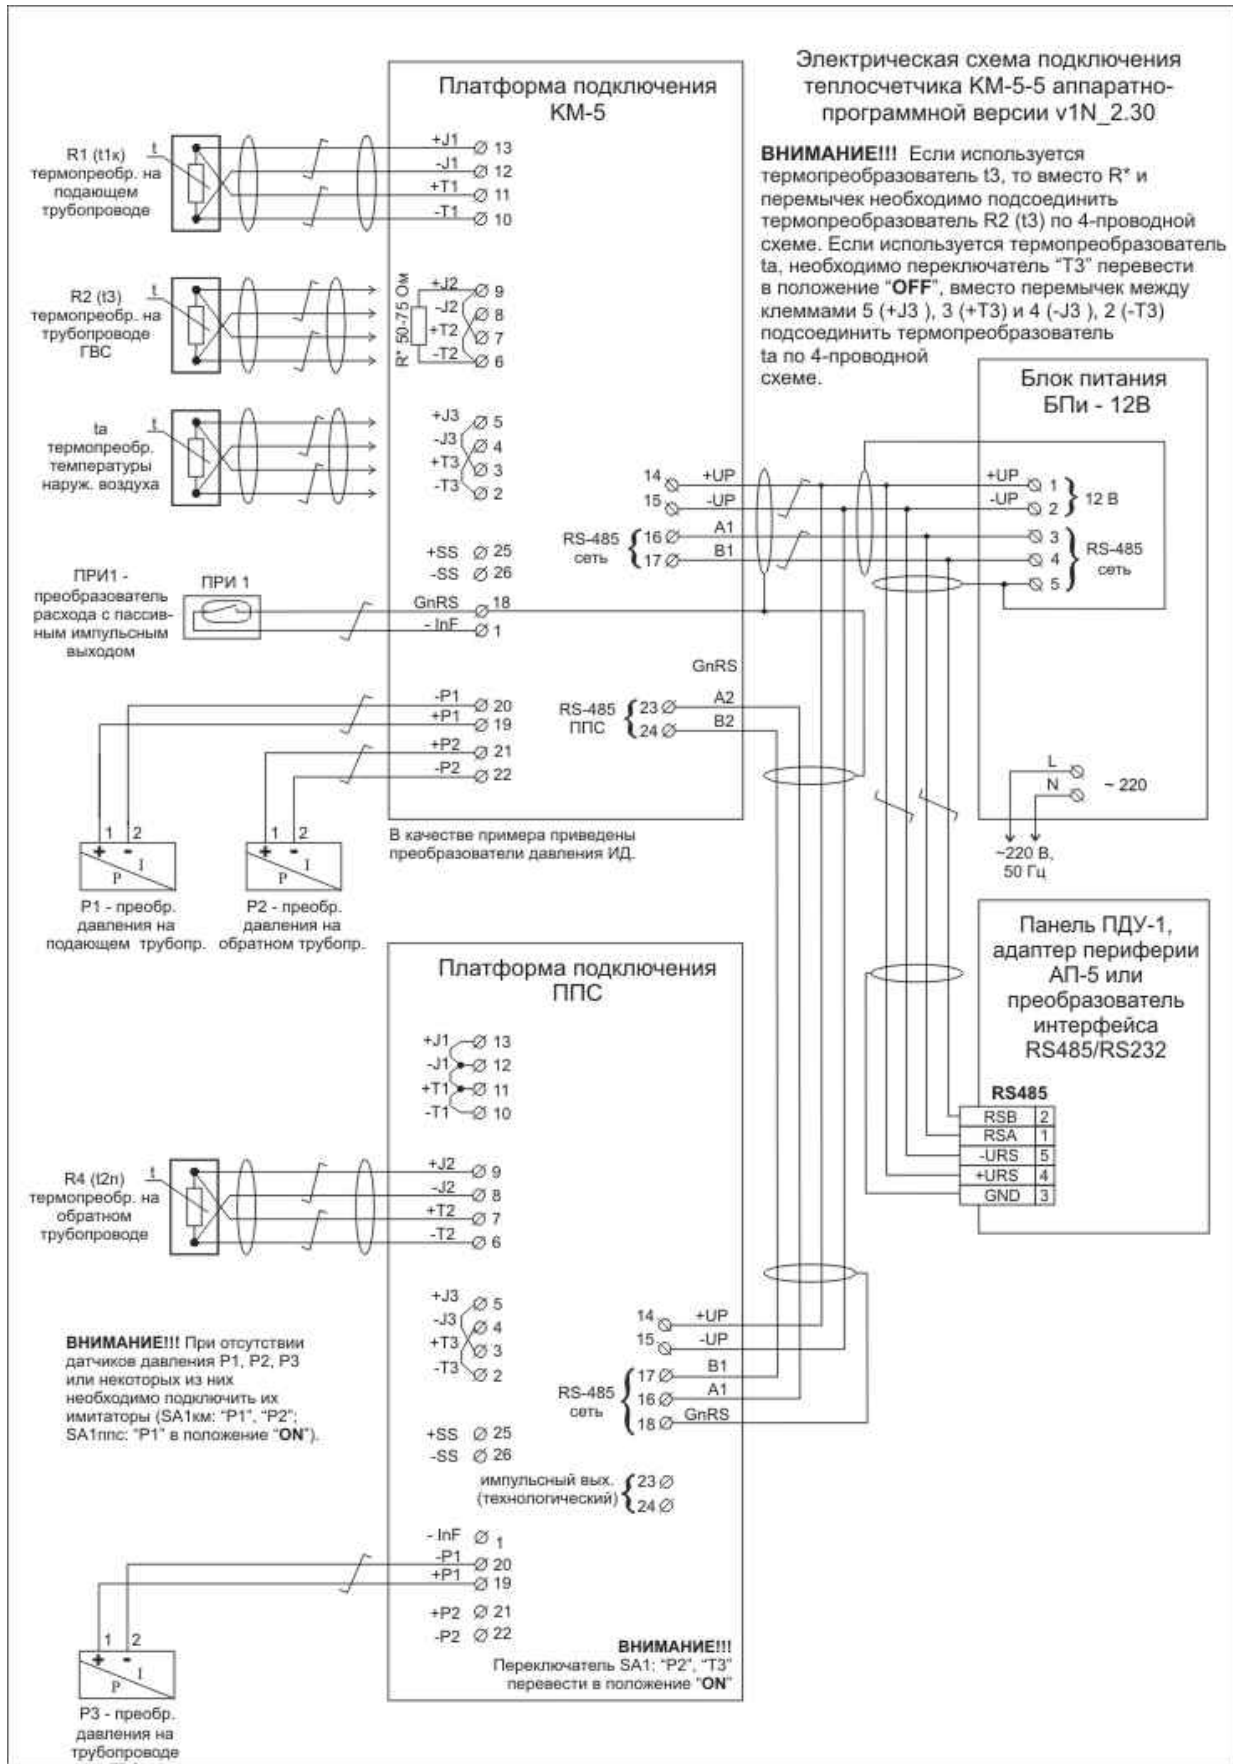 Электрическая схема подключения
теплосчетчика КМ-5-5 аппаратно-
программной версии v1N_2.30
ВНИМАНИЕ!!! Если используется
термопреобразователь t3, то вместо R* и
перемычек необходимо подсоединить
термопреобразователь R2 (t3) по 4-проводной
схеме. Если используется термопреобразователь
ta, необходимо переключатель "T3" перевести
в положение "OFF", вместо перемычек между
клеммами 5 (+J3 ), 3 (+T3) и 4 (-J3 ), 2 (-T3)
подсоединить термопреобразователь
ta по 4-проводной
схеме.
Платформа подключения
КМ-5
R1 (t1к)
термопреобр. на
подающем
трубопроводе
t
+J1 13
-J1 12
+T1 11
-T1 10
R2 (t3)
термопреобр. на
трубопроводе
ГВС
t
R* 50-75 Ом
+J2 9
-J2 8
+T2 7
-T2 6
ta
термопреобр.
температуры
наруж. воздуха
t
+J3 5
-J3 4
+T3 3
-T3 2
14 +UP
15 -UP
RS-485
сеть
16 A1
17 B1
+SS 25
-SS 26
ПРИ1 -
преобразователь
расхода с пассив-
ным импульсным
выходом
ПРИ 1
GnRS 18
- InF 1
GnRS
RS-485
ППС
23 A2
24 B2
-P1 20
+P1 19
+P2 21
-P2 22
1 2
+ -
P I
P1 - преобр.
давления на
подающем трубопр.
1 2
+ -
P I
P2 - преобр.
давления на
обратном трубопр.
В качестве примера приведены
преобразователи давления ИД.
Блок питания
БПи - 12В
+UP 1
-UP 2
12 В
3
4
5
RS-485
сеть
L
N
~ 220
~220 В,
50 Гц
Панель ПДУ-1,
адаптер периферии
АП-5 или
преобразователь
интерфейса
RS485/RS232
RS485
RSB 2
RSA 1
-URS 5
+URS 4
GND 3
Платформа подключения
ППС
+J1 13
-J1 12
+T1 11
-T1 10
R4 (t2п)
термопреобр. на
обратном
трубопроводе
t
+J2 9
-J2 8
+T2 7
-T2 6
+J3 5
-J3 4
+T3 3
-T3 2
14 +UP
15 -UP
RS-485
сеть
17 B1
16 A1
18 GnRS
ВНИМАНИЕ!!! При отсутствии
датчиков давления P1, P2, P3
или некоторых из них
необходимо подключить их
имитаторы (SA1км: "P1", "P2";
SA1ппс: "P1" в положение "ON").
+SS 25
-SS 26
импульсный вых.
(технологический)
23
24
- InF 1
-P1 20
+P1 19
+P2 21
-P2 22
ВНИМАНИЕ!!!
Переключатель SA1: "P2", "T3"
перевести в положение "ON"
1 2
+ -
P I
P3 - преобр.
давления на
трубопроводе